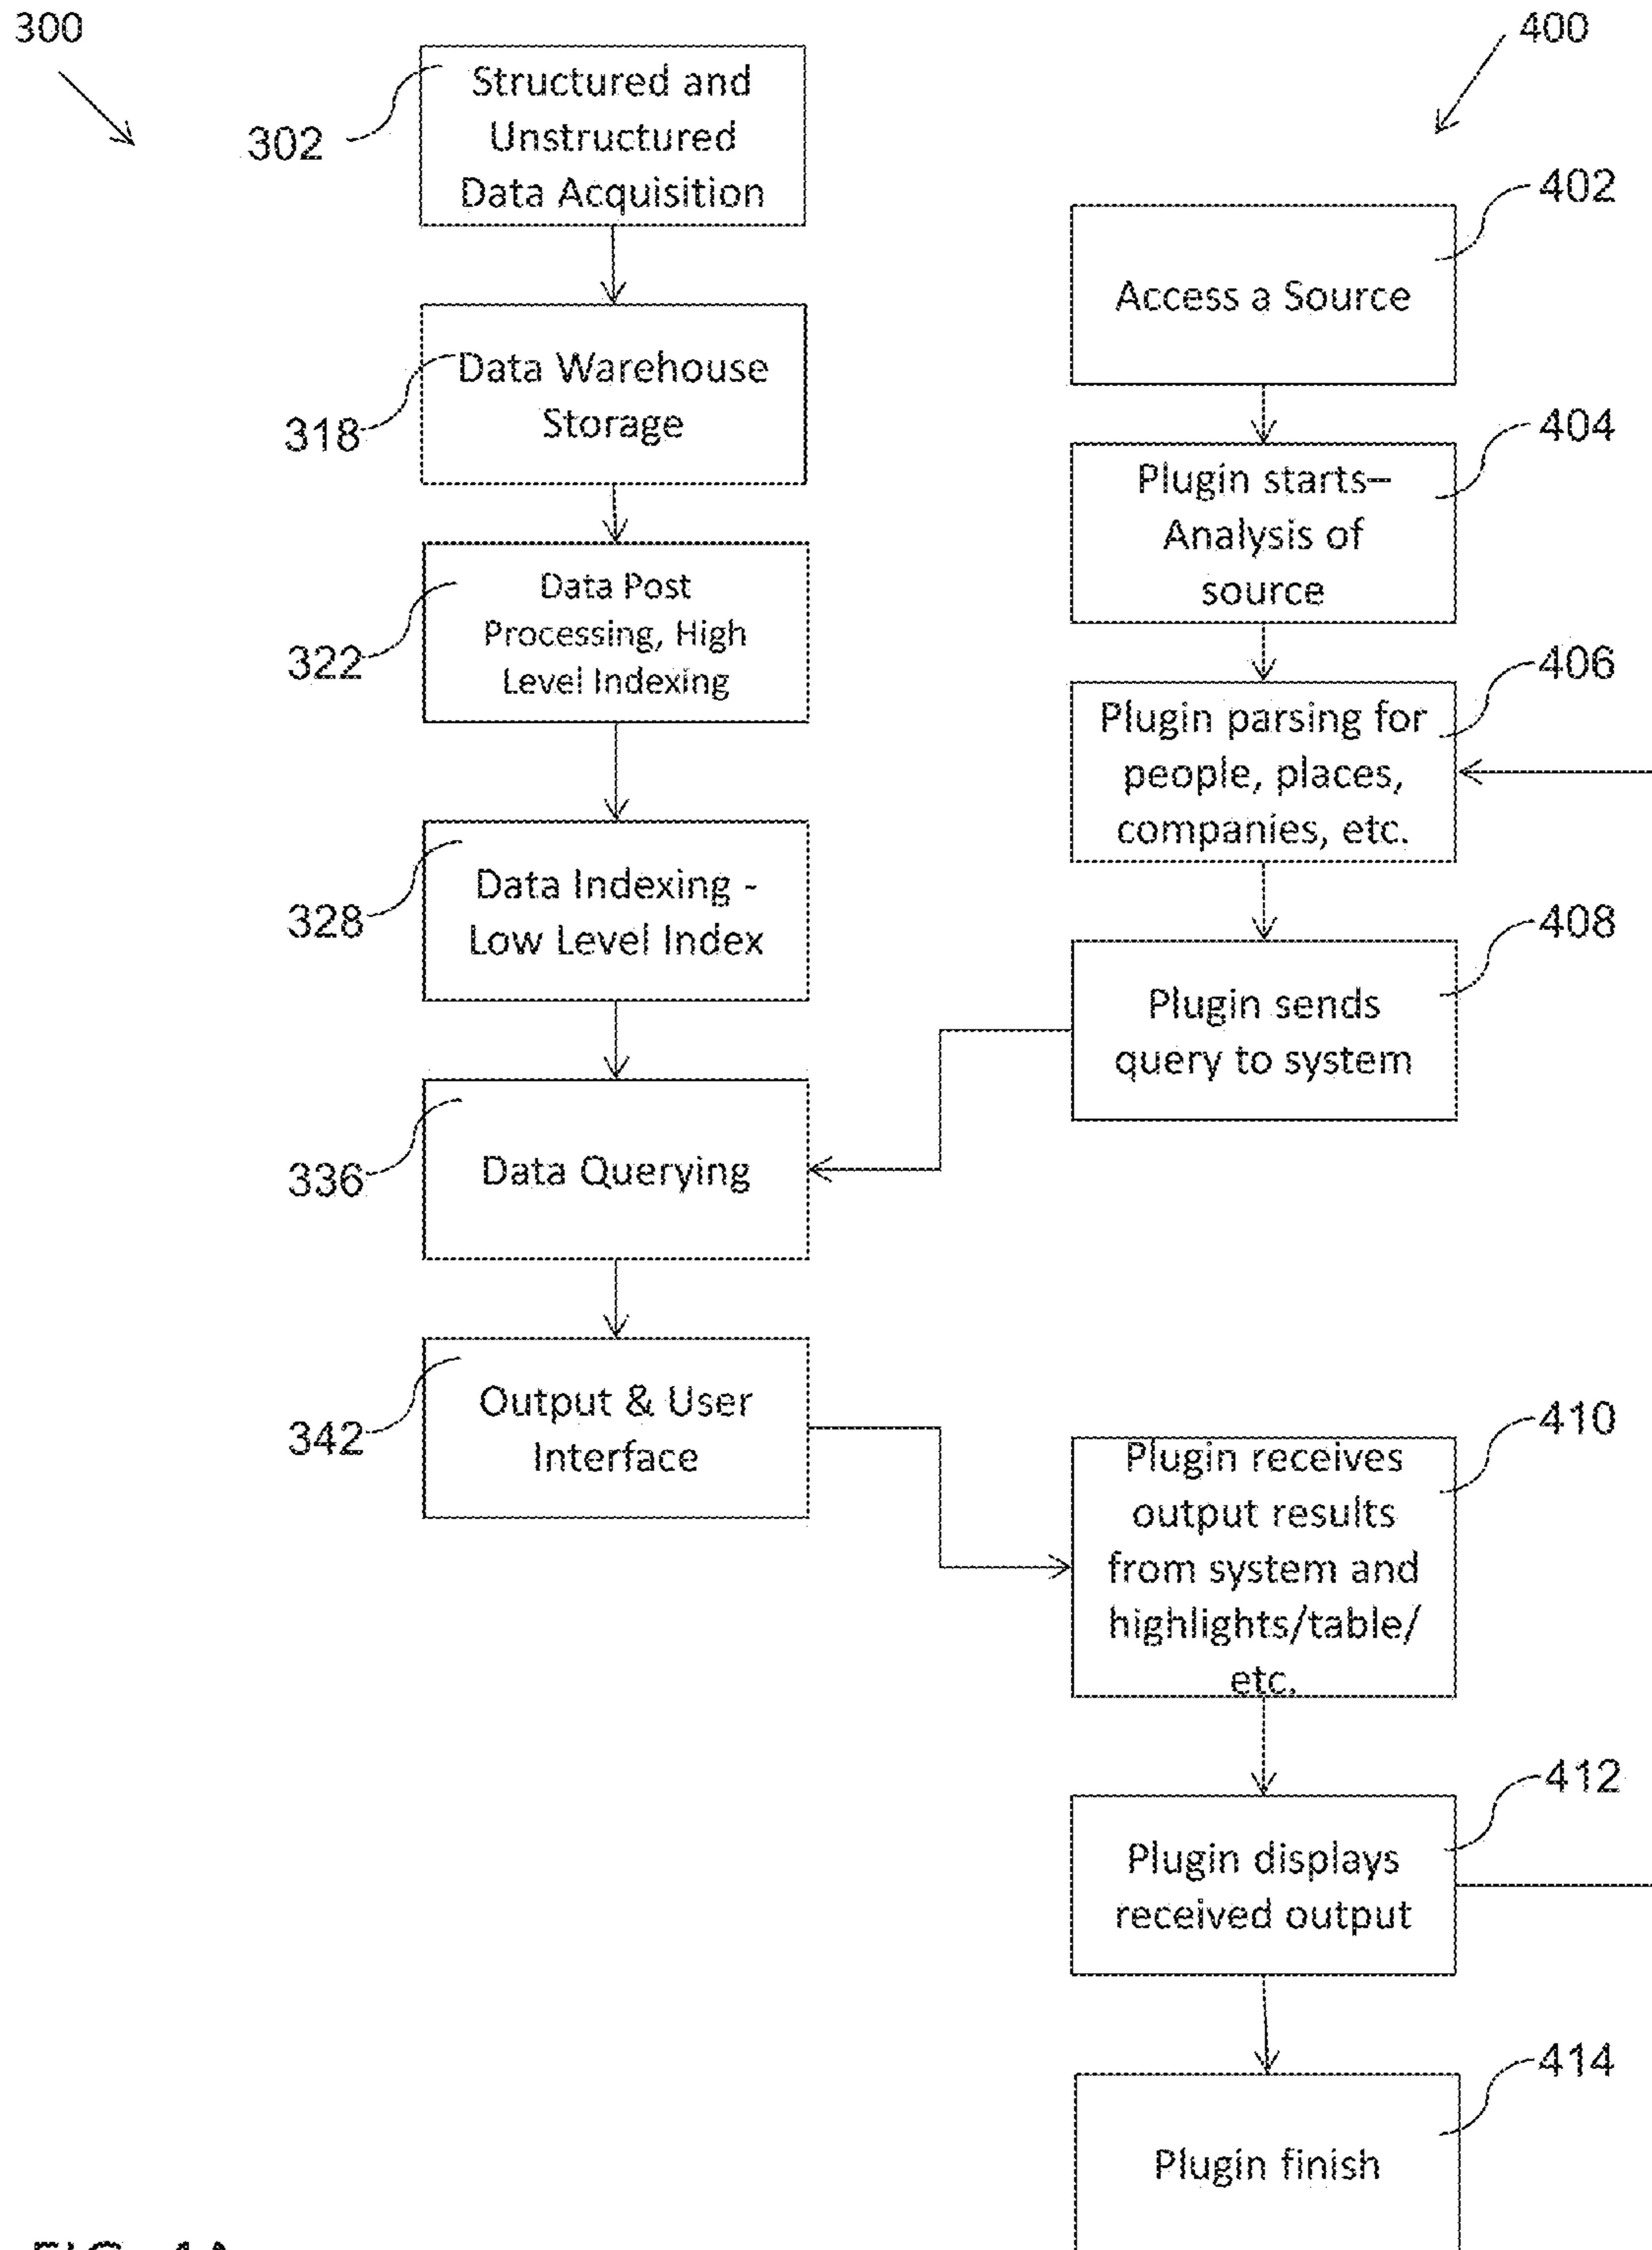 300
302
Structured and
Unstructured
Data Acquisition
318
Data Warehouse
Storage
322
Data Post
Processing, High
Level Indexing
328
Data Indexing -
Low Level Index
336
Data Querying
342
Output & User
Interface
400
402
Access a Source
404
Plugin starts–
Analysis of
source
406
Plugin parsing for
people, places,
companies, etc.
408
Plugin sends
query to system
410
Plugin receives
output results
from system and
highlights/table/
etc.
412
Plugin displays
received output
414
Plugin finish